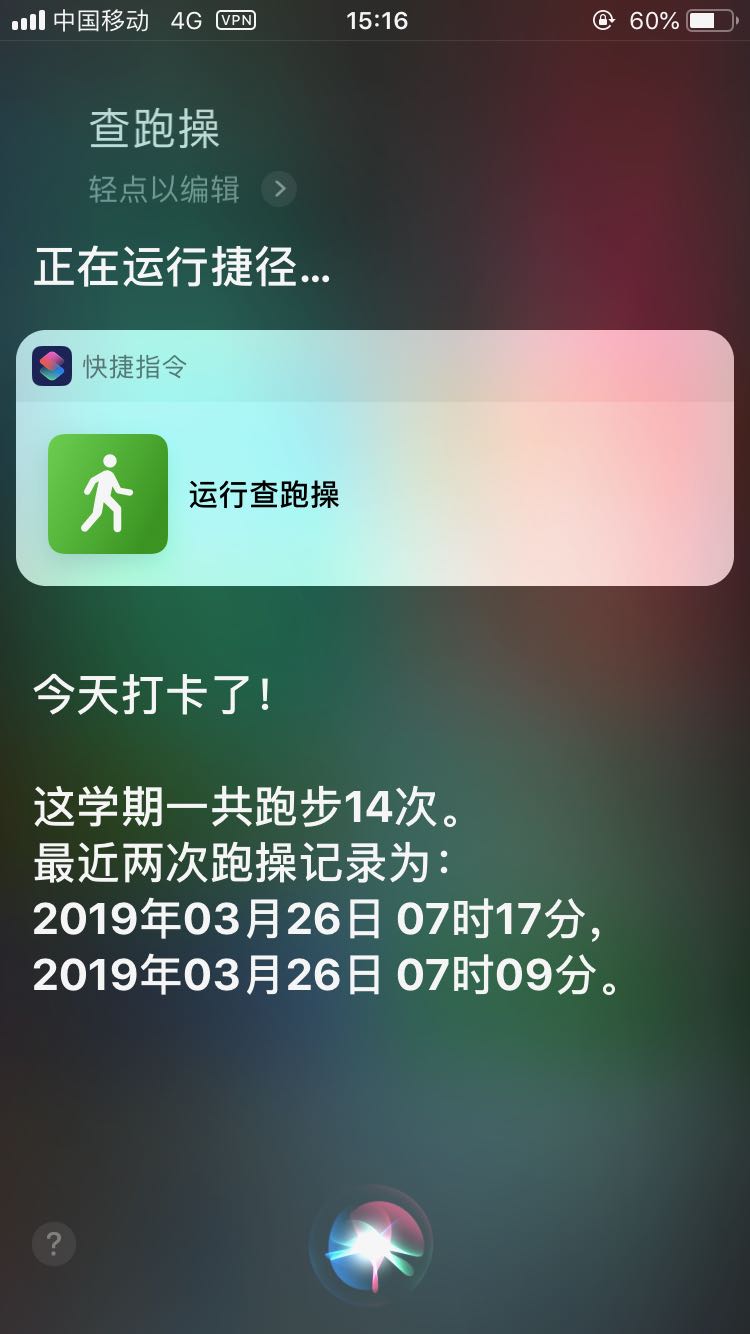 中国移动 4G VPN 15:16 60%
查跑操
轻点以编辑
正在运行捷径...
快捷指令
运行查跑操
今天打卡了！
这学期一共跑步14次。
最近两次跑操记录为：
2019年03月26日 07时17分，
2019年03月26日 07时09分。
?